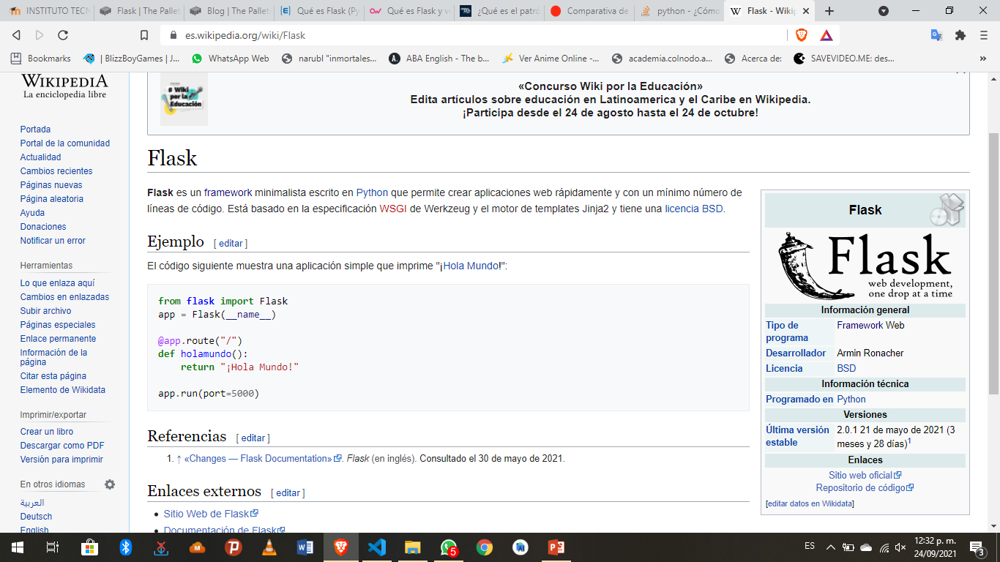 INSTITUTO TECN
Flask | The Pallet
Blog | The Pallet
Qué es Flask (Py
Qué es Flask y v
¿Qué es el patró
Comparativa de
python - ¿Cómo
Flask - Wikip
es.wikipedia.org/wiki/Flask
Bookmarks
| BlizzBoyGames | J...
WhatsApp Web
narubl "inmortales...
ABA English - The b...
Ver Anime Online -...
academia.colnodo.a...
Acerca de:
SAVEVIDEO.ME: des...
WIKIPEDIA
La enciclopedia libre
Portada
Portal de la comunidad
Actualidad
Cambios recientes
Páginas nuevas
Página aleatoria
Ayuda
Donaciones
Notificar un error
Herramientas
Lo que enlaza aquí
Cambios en enlazadas
Subir archivo
Páginas especiales
Enlace permanente
Información de la
página
Citar esta página
Elemento de Wikidata
Imprimir/exportar
Crear un libro
Descargar como PDF
Versión para imprimir
En otros idiomas
العربية
Deutsch
English
# Wiki
por la
Educación
«Concurso Wiki por la Educación»
Edita artículos sobre educación en Latinoamerica y el Caribe en Wikipedia.
¡Participa desde el 24 de agosto hasta el 24 de octubre!
Flask
Flask es un framework minimalista escrito en Python que permite crear aplicaciones web rápidamente y con un mínimo número de
líneas de código. Está basado en la especificación WSGI de Werkzeug y el motor de templates Jinja2 y tiene una licencia BSD.
Ejemplo [ editar ]
El código siguiente muestra una aplicación simple que imprime "¡Hola Mundo!":
from flask import Flask
app = Flask(__name__)
@app.route("/")
def holamundo():
return "¡Hola Mundo!"
app.run(port=5000)
Referencias [ editar ]
1. ↑ «Changes — Flask Documentation». Flask (en inglés). Consultado el 30 de mayo de 2021.
Enlaces externos [ editar ]
Sitio Web de Flask
Documentación de Flask
Flask
Flask
web development,
one drop at a time
Información general
Tipo de
programa
Framework Web
Desarrollador Armin Ronacher
Licencia BSD
Información técnica
Programado en Python
Versiones
Última versión
estable
2.0.1 21 de mayo de 2021 (3
meses y 28 días)1
Enlaces
Sitio web oficial
Repositorio de código
[editar datos en Wikidata]
5
ES
12:32 p. m.
24/09/2021
3